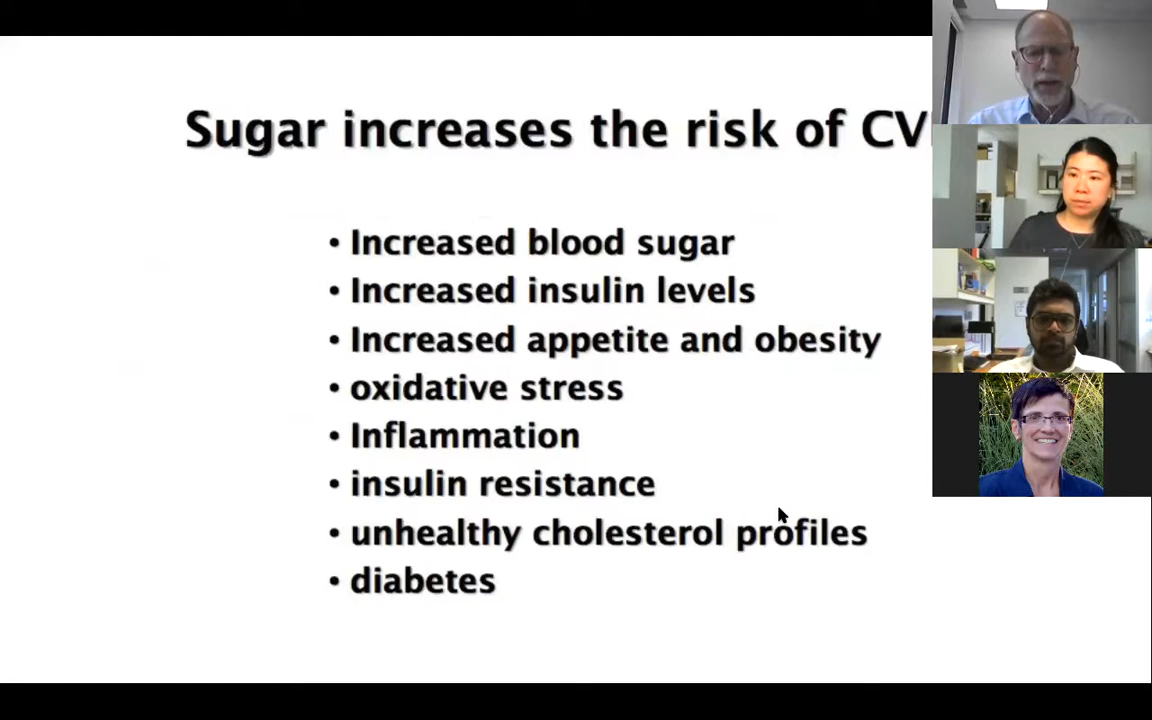 Sugar increases the risk of CV
• Increased blood sugar
• Increased insulin levels
• Increased appetite and obesity
• oxidative stress
• Inflammation
• insulin resistance
• unhealthy cholesterol profiles
• diabetes